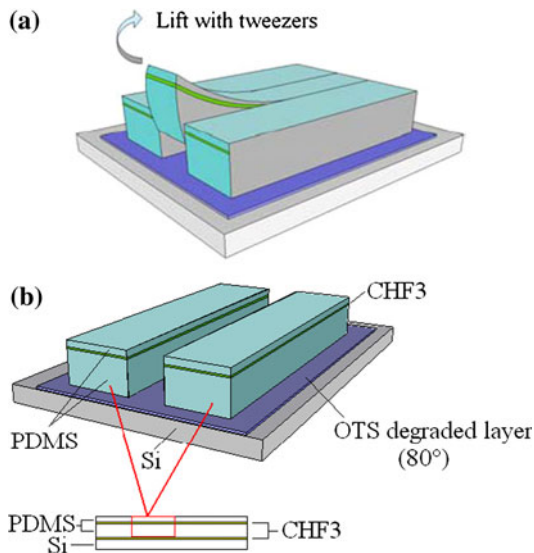 (a)
Lift with tweezers
(b)
CHF3
PDMS
Si
OTS degraded layer
(80°)
PDMS
CHF3
Si